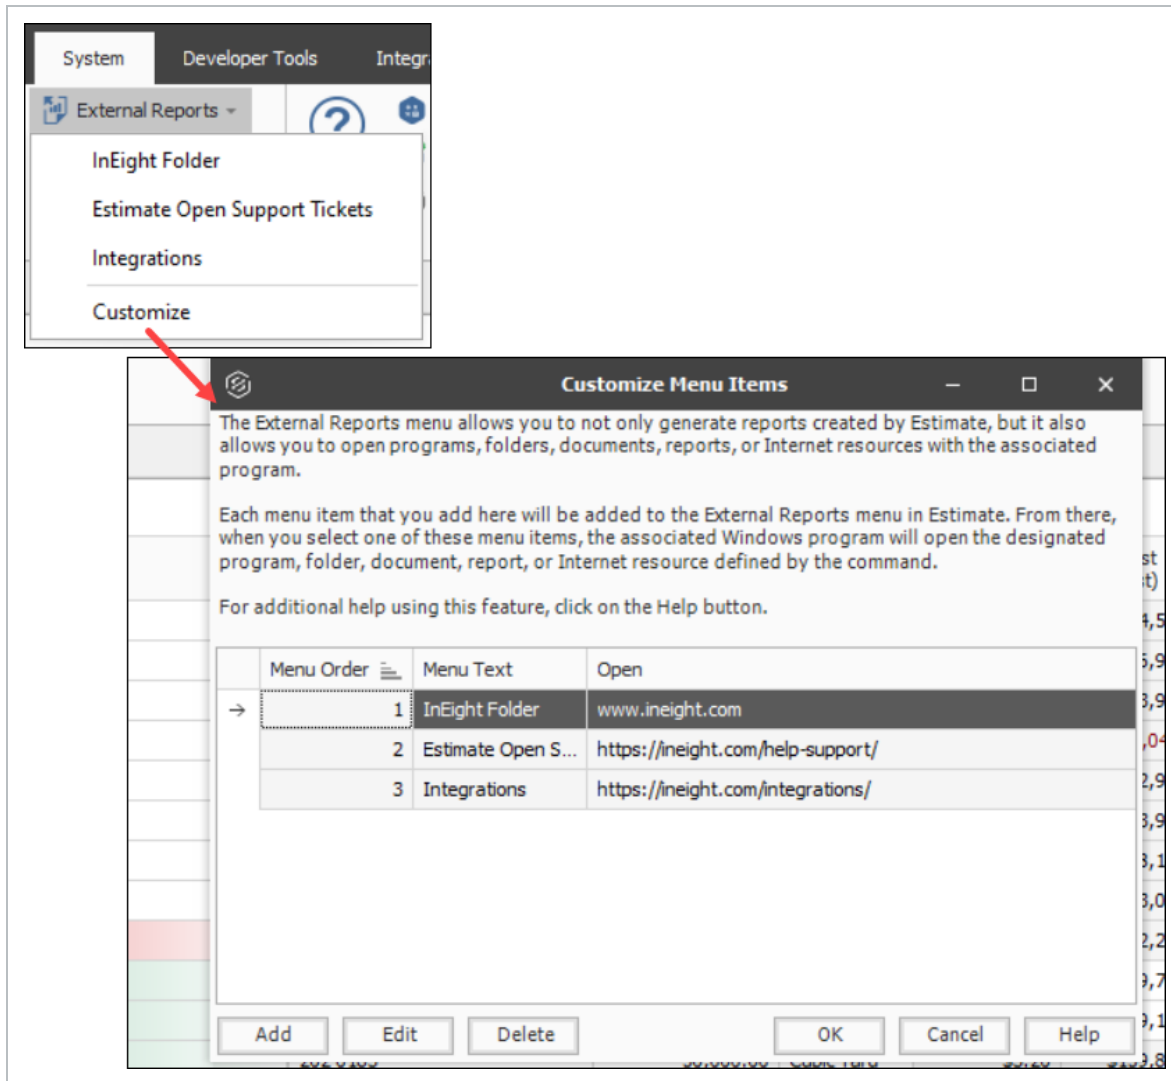 System Developer Tools
External Reports
InEight Folder
Estimate Open Support Tickets
Integrations
Customize
Customize Menu Items
The External Reports menu allows you to not only generate reports created by Estimate, but it also
allows you to open programs, folders, documents, reports, or Internet resources with the associated
program.
Each menu item that you add here will be added to the External Reports menu in Estimate. From there,
when you select one of these menu items, the associated Windows program will open the designated
program, folder, document, report, or Internet resource defined by the command.
For additional help using this feature, click on the Help button.
Menu Order Menu Text Open
1 InEight Folder www.ineight.com
2 Estimate Open S... https://ineight.com/help-support/
3 Integrations https://ineight.com/integrations/
Add Edit Delete OK Cancel Help